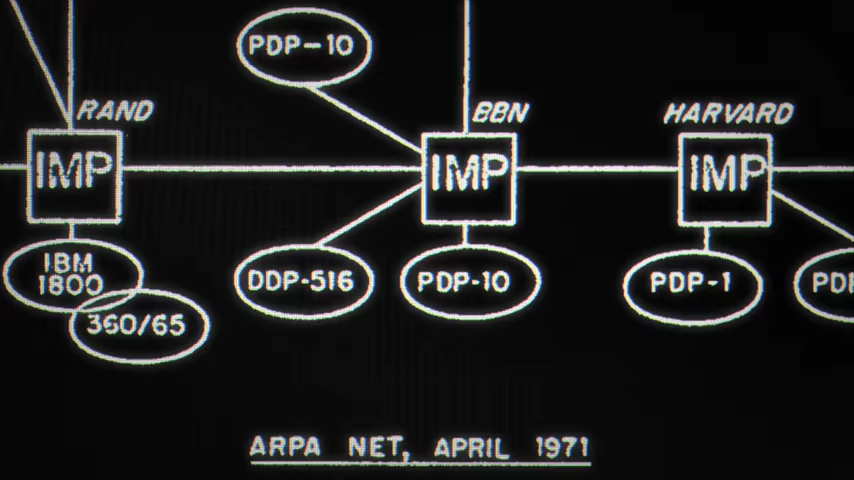 PDP-10
RAND
BBN
HARVARD
IMP
IMP
IMP
IBM
1800
DDP-516
PDP-10
PDP-1
360/65
ARPA NET, APRIL 1971